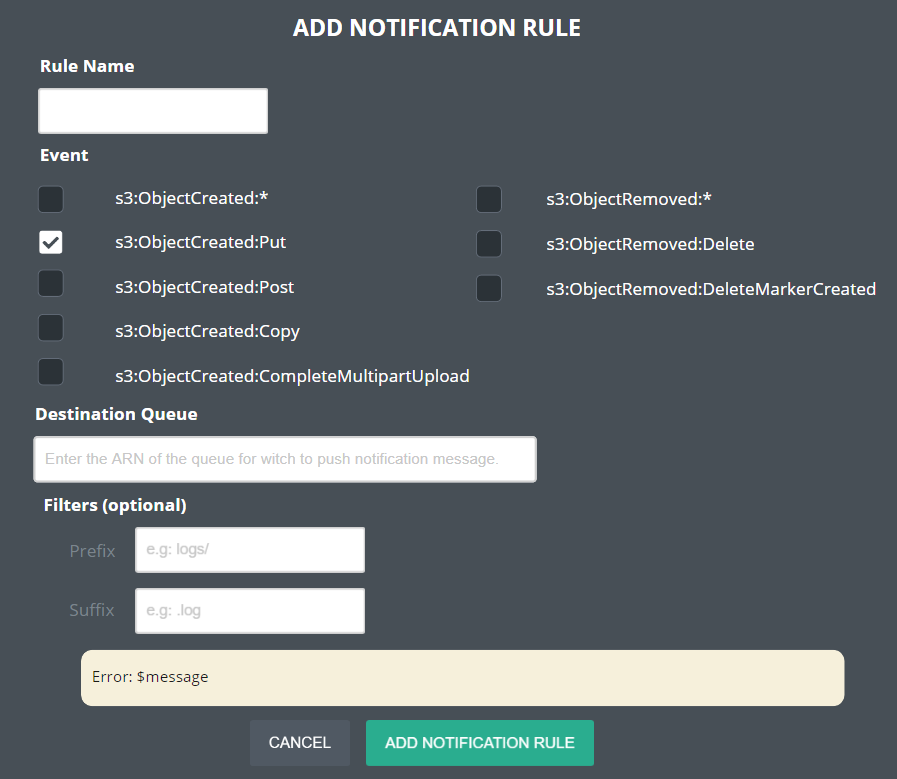 ADD NOTIFICATION RULE
Rule Name
Event
s3:ObjectCreated:*
s3:ObjectRemoved:*
s3:ObjectCreated:Put
s3:ObjectRemoved:Delete
s3:ObjectCreated:Post
s3:ObjectRemoved:DeleteMarkerCreated
s3:ObjectCreated:Copy
s3:ObjectCreated:CompleteMultipartUpload
Destination Queue
Enter the ARN of the queue for witch to push notification message.
Filters (optional)
Prefix
e.g: logs/
Suffix
e.g: .log
Error: $message
CANCEL
ADD NOTIFICATION RULE